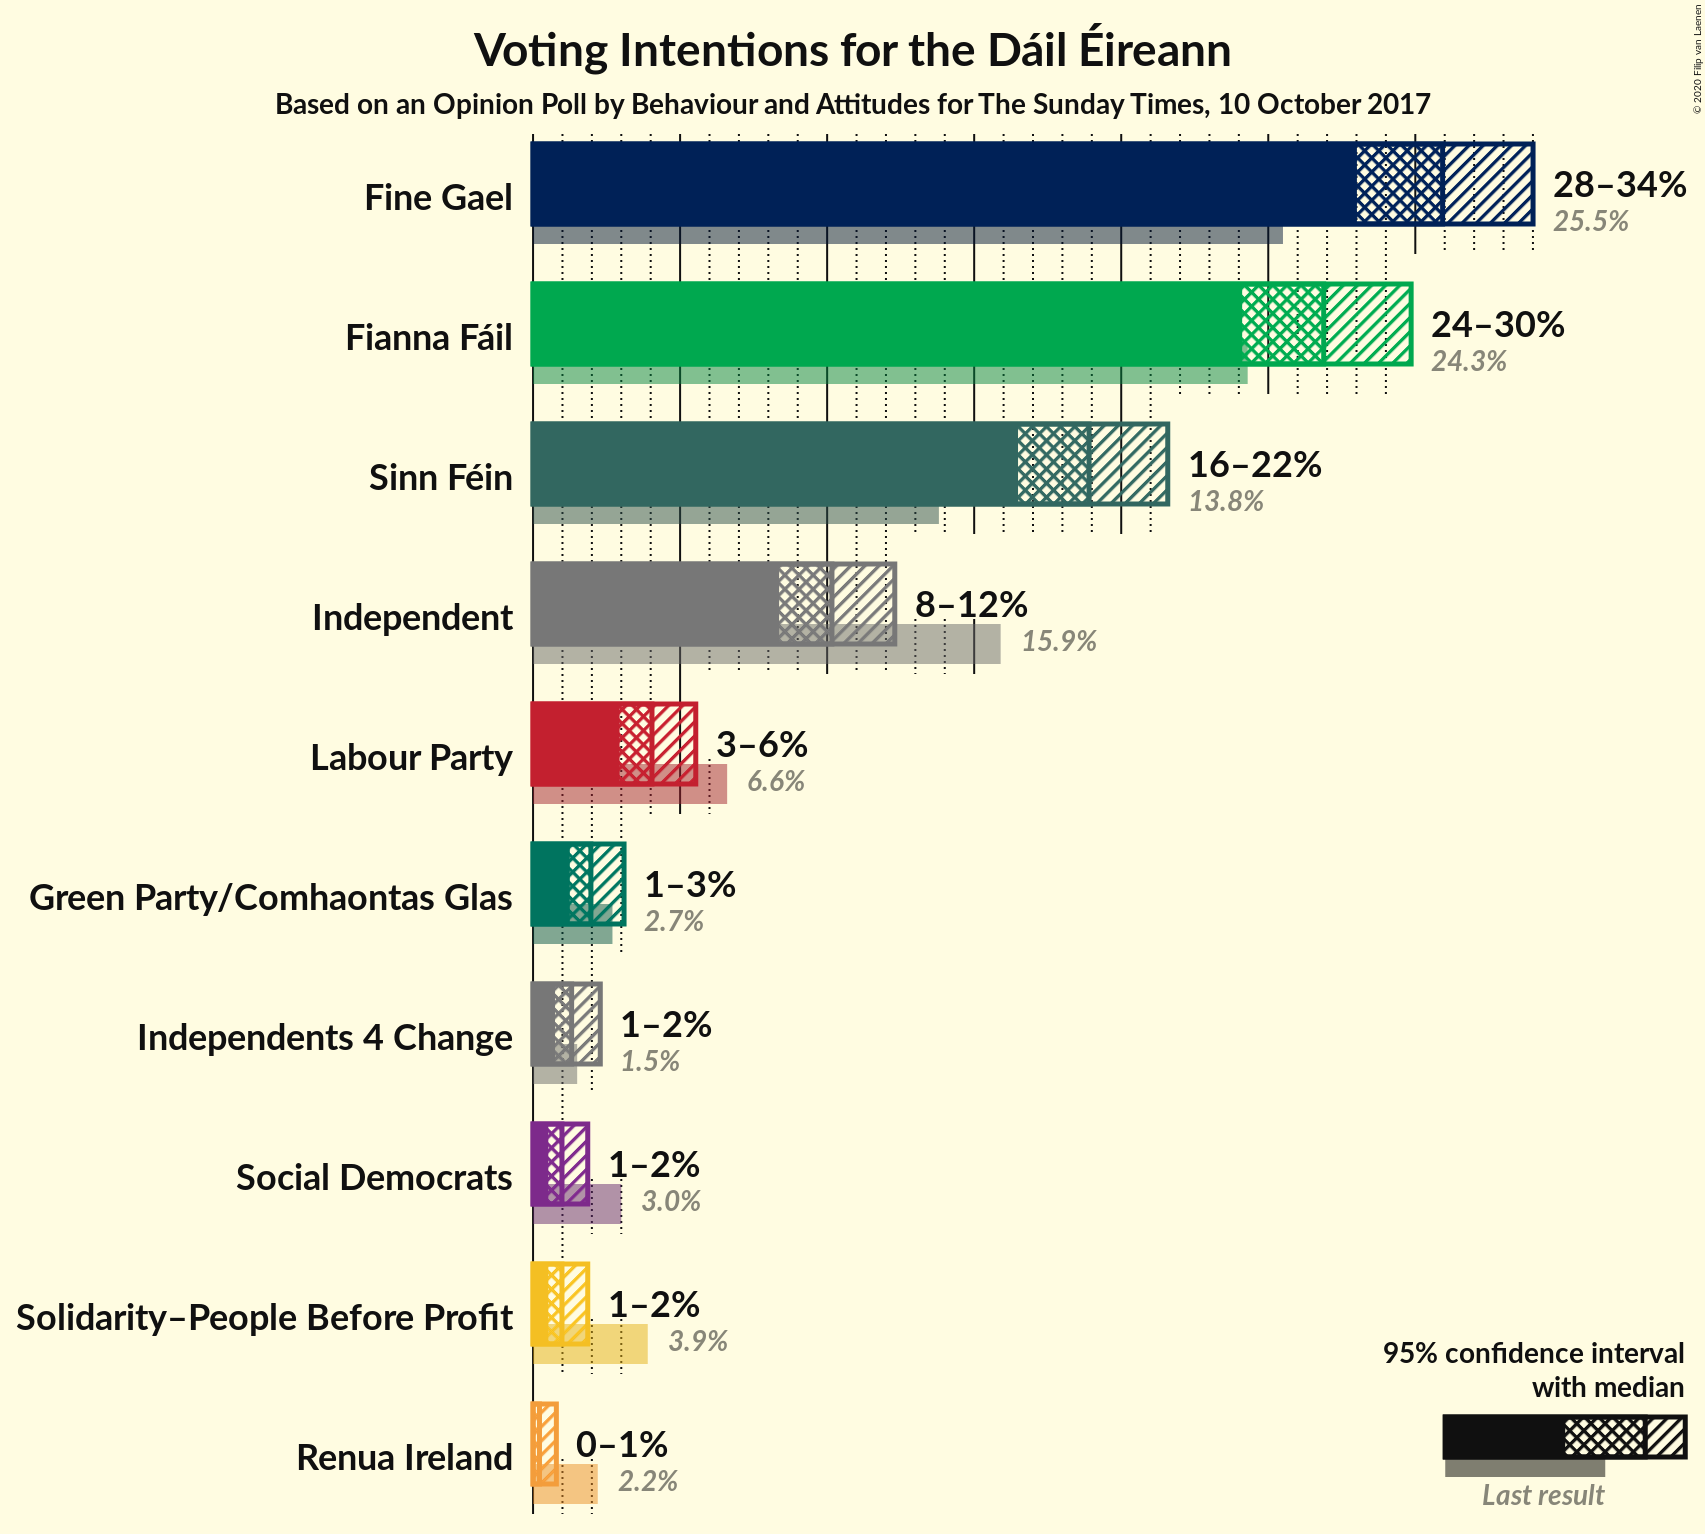 Voting Intentions for the Dáil Éireann
Based on an Opinion Poll by Behaviour and Attitudes for The Sunday Times, 10 October 2017
© 2020 Filip van Laenen
Fine Gael
28–34%
25.5%
Fianna Fáil
24–30%
24.3%
Sinn Féin
16–22%
13.8%
Independent
8–12%
15.9%
Labour Party
3–6%
6.6%
Green Party/Comhaontas Glas
1–3%
2.7%
Independents 4 Change
1–2%
1.5%
Social Democrats
1–2%
3.0%
Solidarity–People Before Profit
1–2%
3.9%
Renua Ireland
0–1%
2.2%
95% confidence interval
with median
Last result